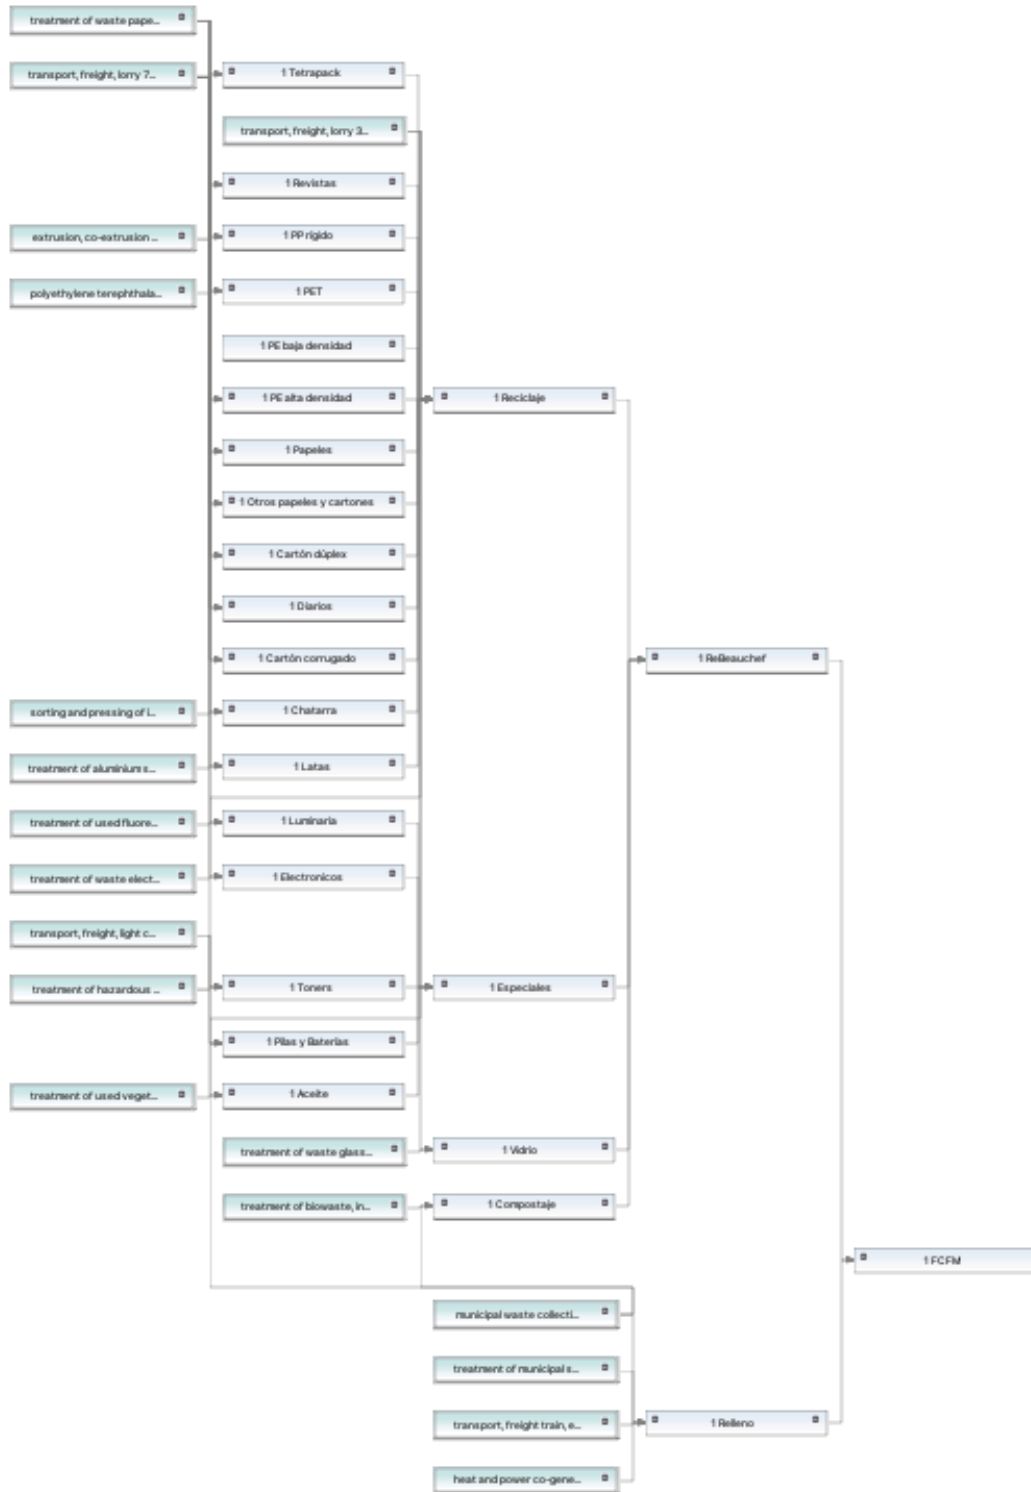 treatment of waste pape...
transport, freight, lorry 7...
1 Tetrapack
transport, freight, lorry 3...
1 Revistas
extrusion, co-extrusion ...
1 PP rígido
polyethylene terephthala...
1 PET
1 PE baja densidad
1 PE alta densidad
1 Reciclaje
1 Papeles
1 Otros papeles y cartones
1 Cartón dúplex
1 Diarios
1 Cartón corrugado
1 ReBeauchef
sorting and pressing of i...
1 Chatarra
treatment of aluminium s...
1 Latas
treatment of used fluore...
1 Luminaria
treatment of waste elect...
1 Electronicos
transport, freight, light c...
treatment of hazardous ...
1 Toners
1 Especiales
1 Pilas y Baterías
treatment of used veget...
1 Aceite
treatment of waste glass...
1 Vidrio
treatment of biowaste, in...
1 Compostaje
1 FCFM
municipal waste collecti...
treatment of municipal s...
transport, freight train, e...
1 Relleno
heat and power co-gene...